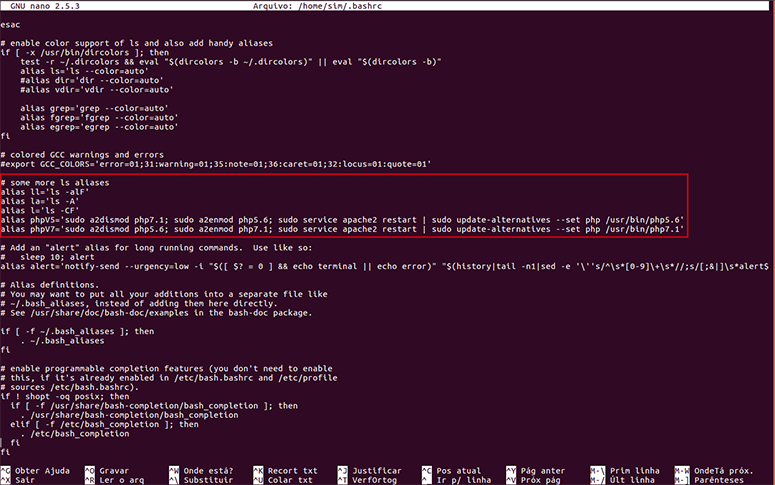 GNU nano 2.5.3 Arquivo: /home/sim/.bashrc
esac
# enable color support of ls and also add handy aliases
if [ -x /usr/bin/dircolors ]; then
    test -r ~/.dircolors && eval "$(dircolors -b ~/.dircolors)" || eval "$(dircolors -b)"
    alias ls='ls --color=auto'
    #alias dir='dir --color=auto'
    #alias vdir='vdir --color=auto'
    alias grep='grep --color=auto'
    alias fgrep='fgrep --color=auto'
    alias egrep='egrep --color=auto'
fi
# colored GCC warnings and errors
#export GCC_COLORS='error=01;31:warning=01;35:note=01;36:caret=01;32:locus=01:quote=01'
# some more ls aliases
alias ll='ls -alF'
alias la='ls -A'
alias l='ls -CF'
alias phpV5='sudo a2dismod php7.1; sudo a2enmod php5.6; sudo service apache2 restart | sudo update-alternatives --set php /usr/bin/php5.6'
alias phpV7='sudo a2dismod php5.6; sudo a2enmod php7.1; sudo service apache2 restart | sudo update-alternatives --set php /usr/bin/php7.1'
# Add an "alert" alias for long running commands.  Use like so:
#   sleep 10; alert
alias alert='notify-send --urgency=low -i "$([ $? = 0 ] && echo terminal || echo error)" "$(history|tail -n1|sed -e '\''s/^\s*[0-9]\+\s*//;s/[;&|]\s*alert$
# Alias definitions.
# You may want to put all your additions into a separate file like
# ~/.bash_aliases, instead of adding them here directly.
# See /usr/share/doc/bash-doc/examples in the bash-doc package.
if [ -f ~/.bash_aliases ]; then
    . ~/.bash_aliases
fi
# enable programmable completion features (you don't need to enable
# this, if it's already enabled in /etc/bash.bashrc and /etc/profile
# sources /etc/bash.bashrc).
if ! shopt -oq posix; then
  if [ -f /usr/share/bash-completion/bash_completion ]; then
    . /usr/share/bash-completion/bash_completion
  elif [ -f /etc/bash_completion ]; then
    . /etc/bash_completion
  fi
fi
^G Obter Ajuda ^O Gravar ^W Onde está? ^K Recort txt ^J Justificar ^C Pos atual ^Y Pág anter M-\ Prim linha M-W OndeTá próx.
^X Sair ^R Ler o arq ^\ Substituir ^U Colar txt ^T VerfOrtog ^_ Ir p/ linha ^V Próx pág M-/ Últ linha M-] Parênteses